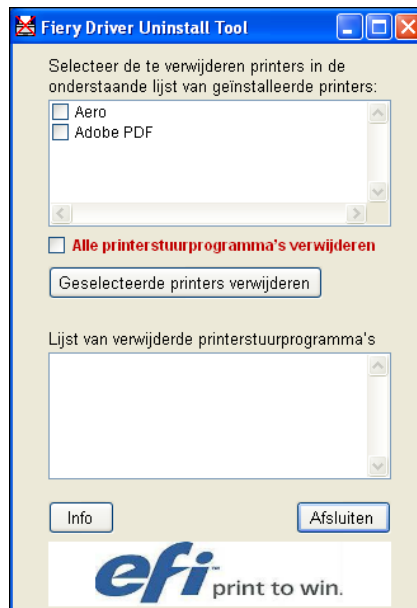 Fiery Driver Uninstall Tool
Selecteer de te verwijderen printers in de
onderstaande lijst van geïnstalleerde printers:
Aero
Adobe PDF
Alle printerstuurprogramma's verwijderen
Geselecteerde printers verwijderen
Lijst van verwijderde printerstuurprogramma's
Info
Afsluiten
efi™ print to win.